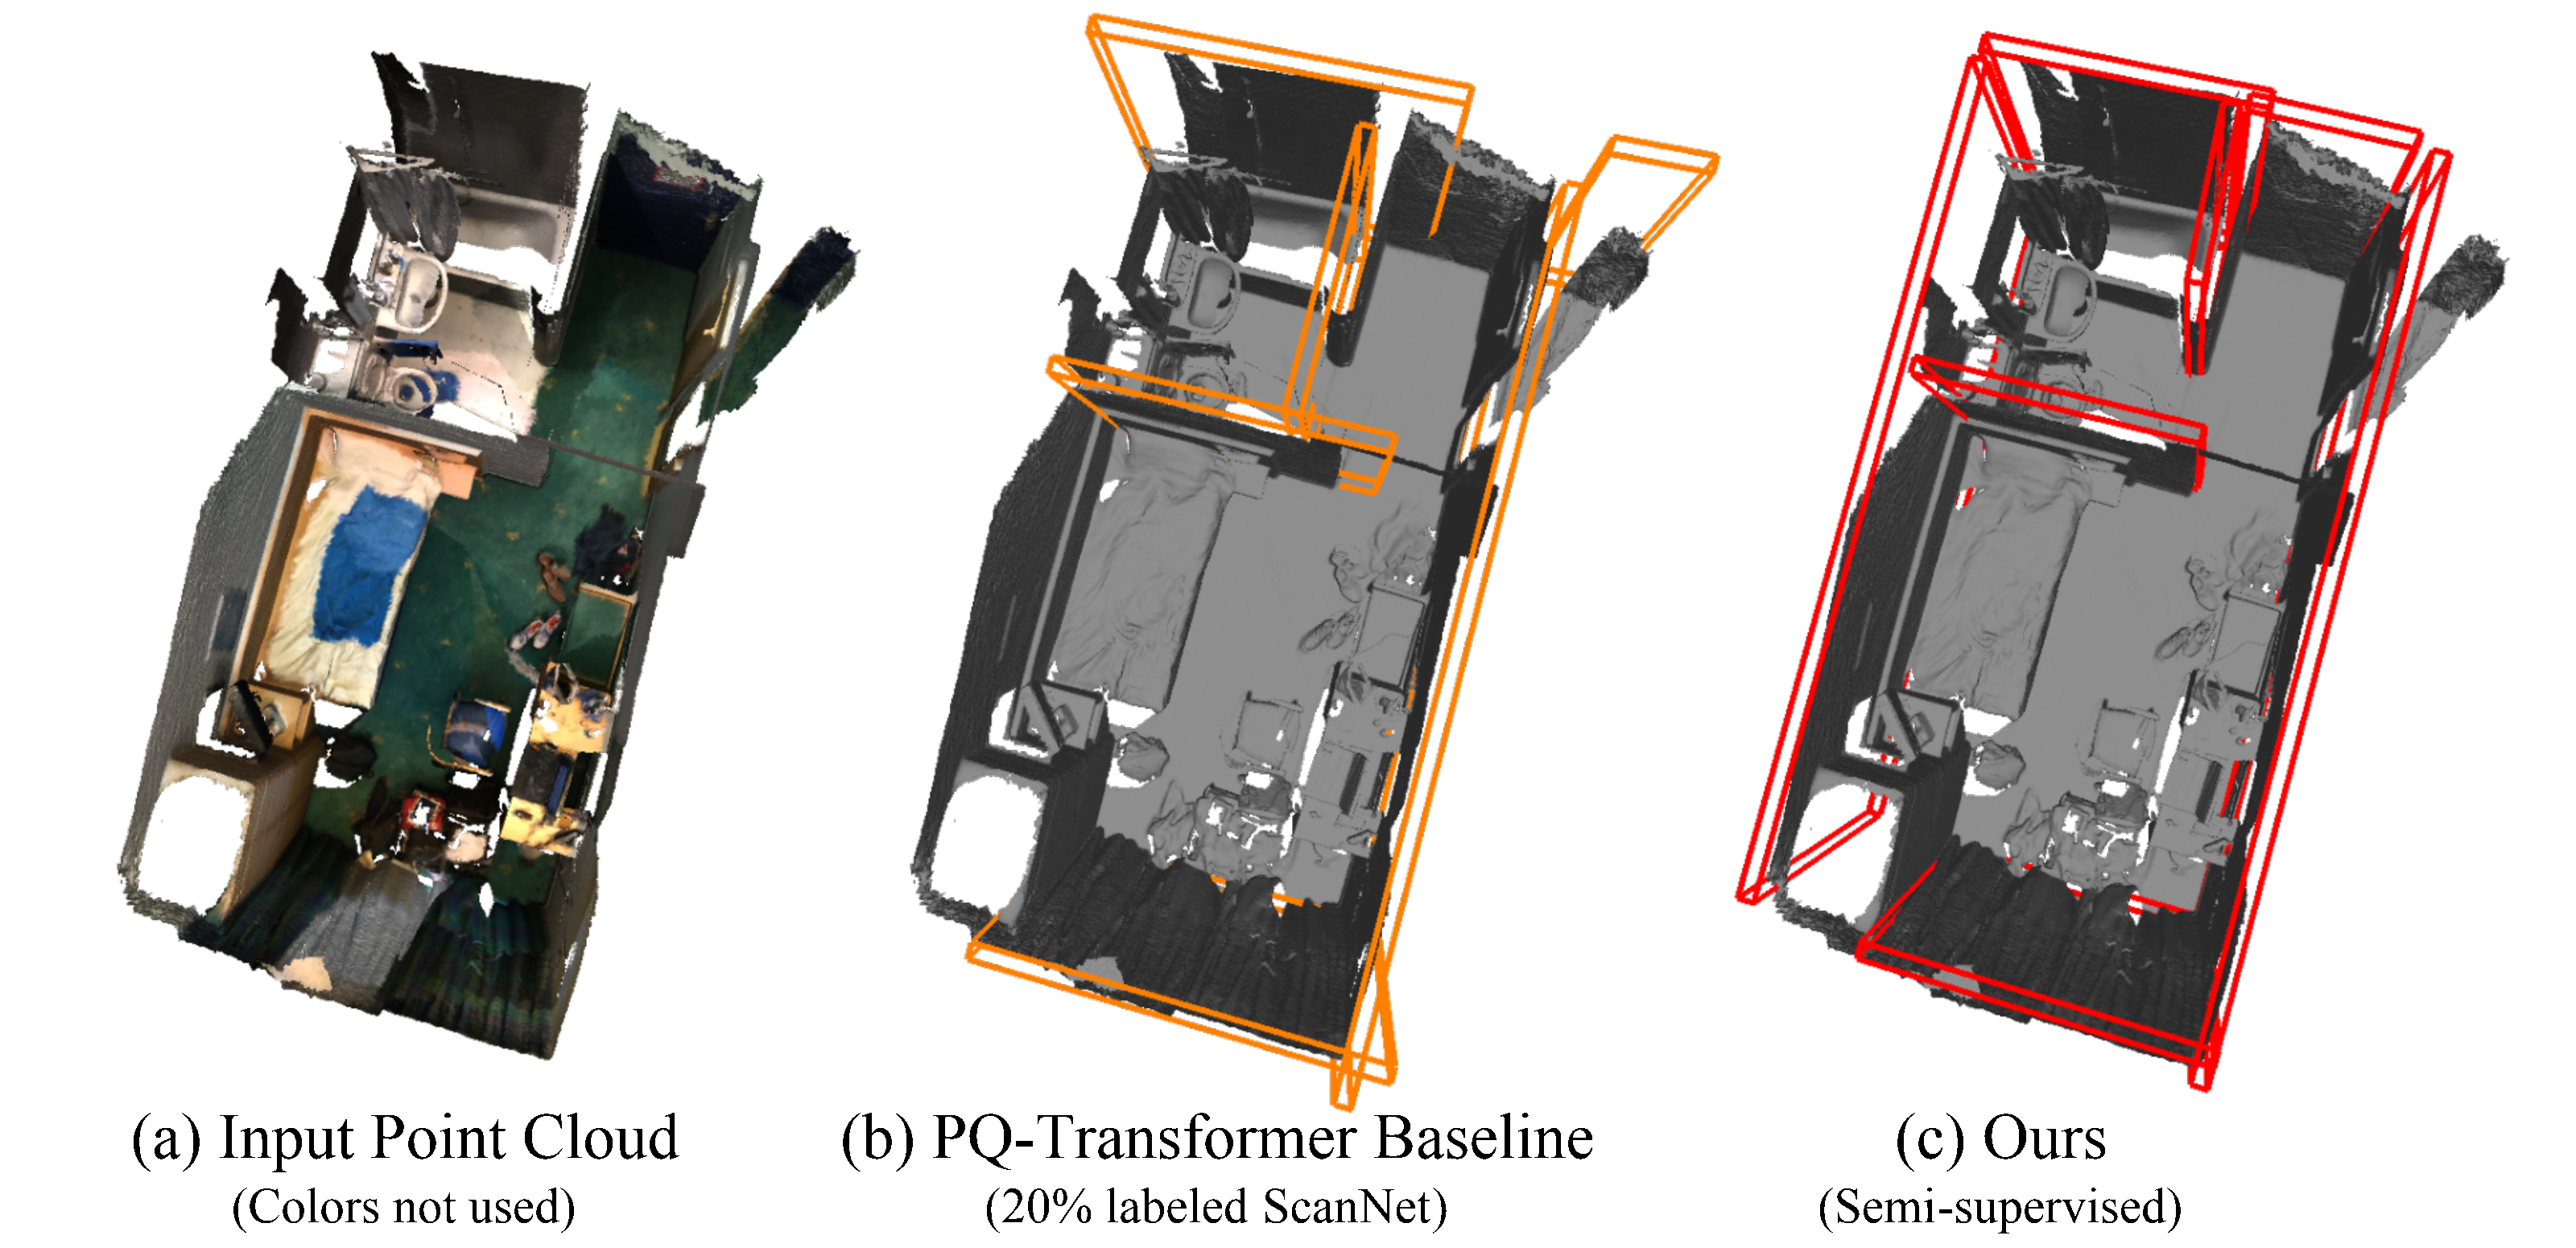 (a) Input Point Cloud
(Colors not used)
(b) PQ-Transformer Baseline
(20% labeled ScanNet)
(c) Ours
(Semi-supervised)